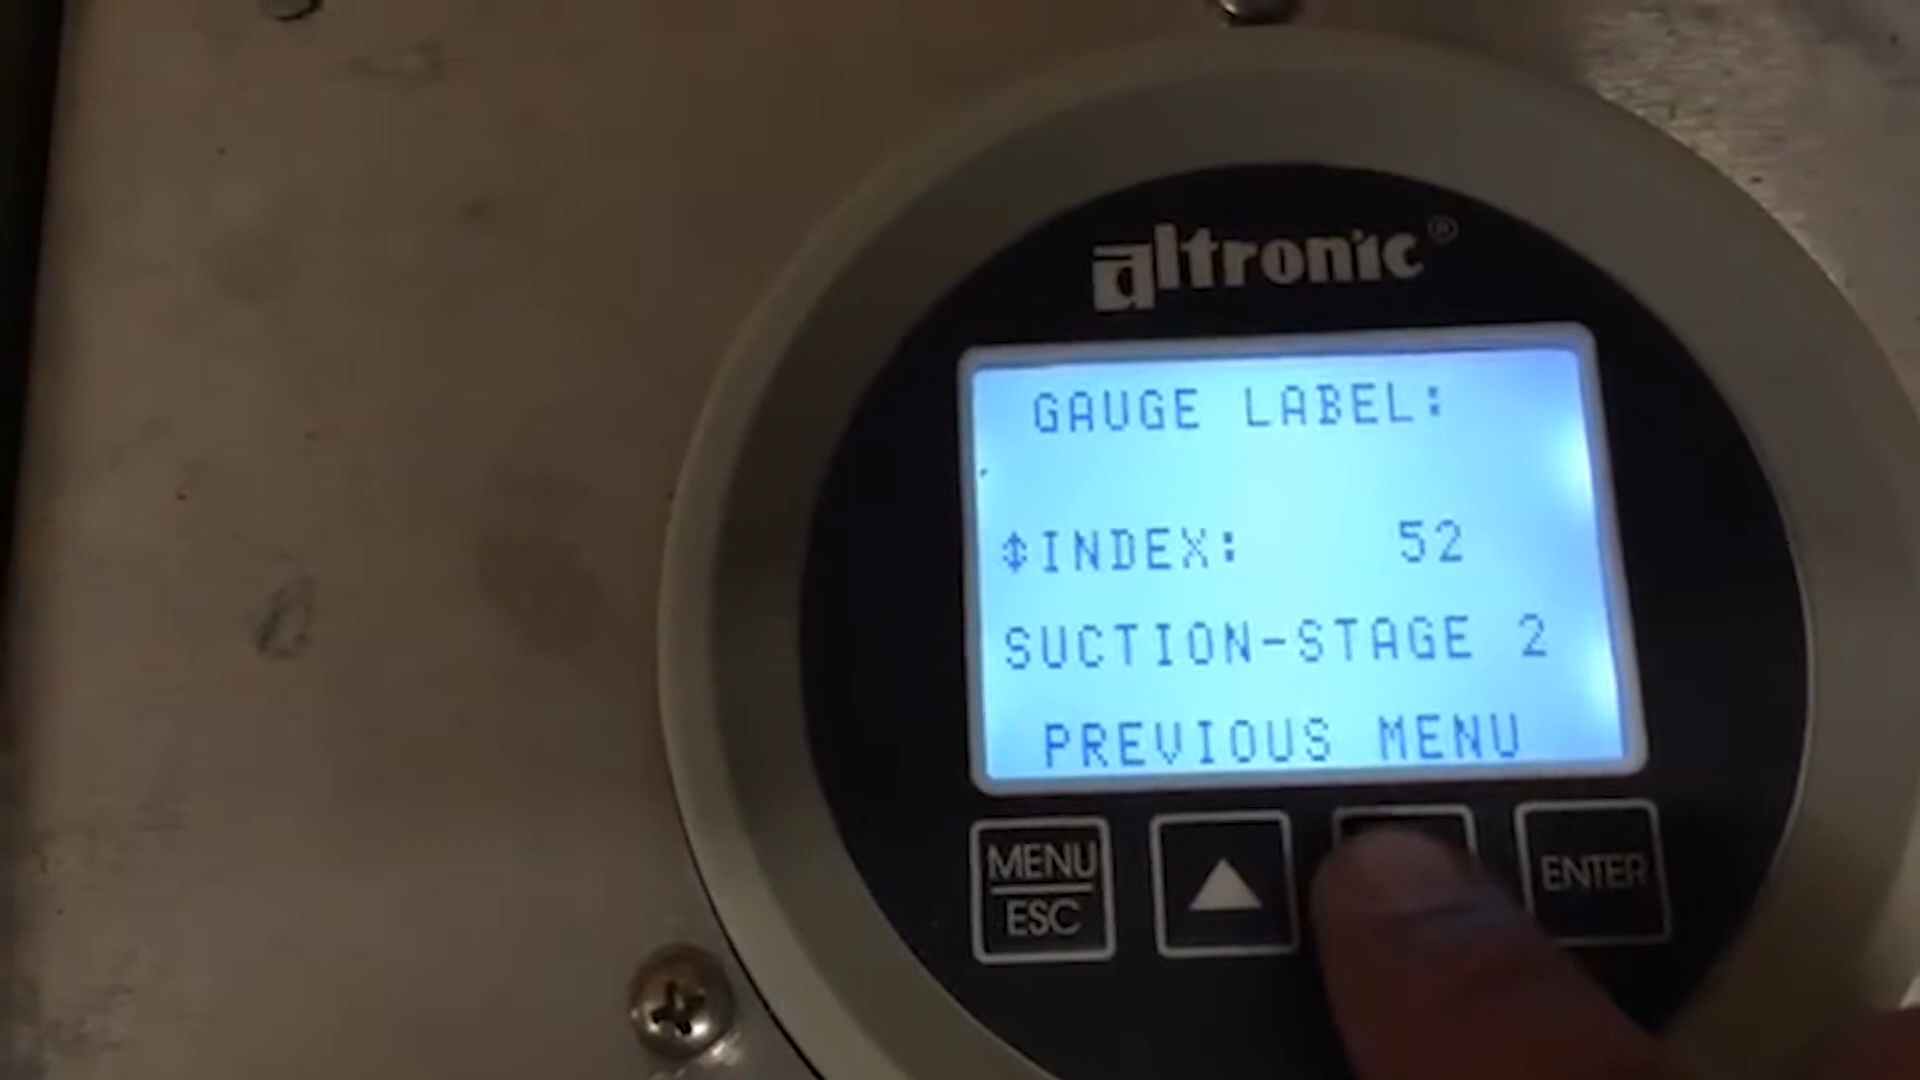 altronic®
GAUGE LABEL:
INDEX: 52
SUCTION-STAGE 2
PREVIOUS MENU
MENU
ESC
ENTER